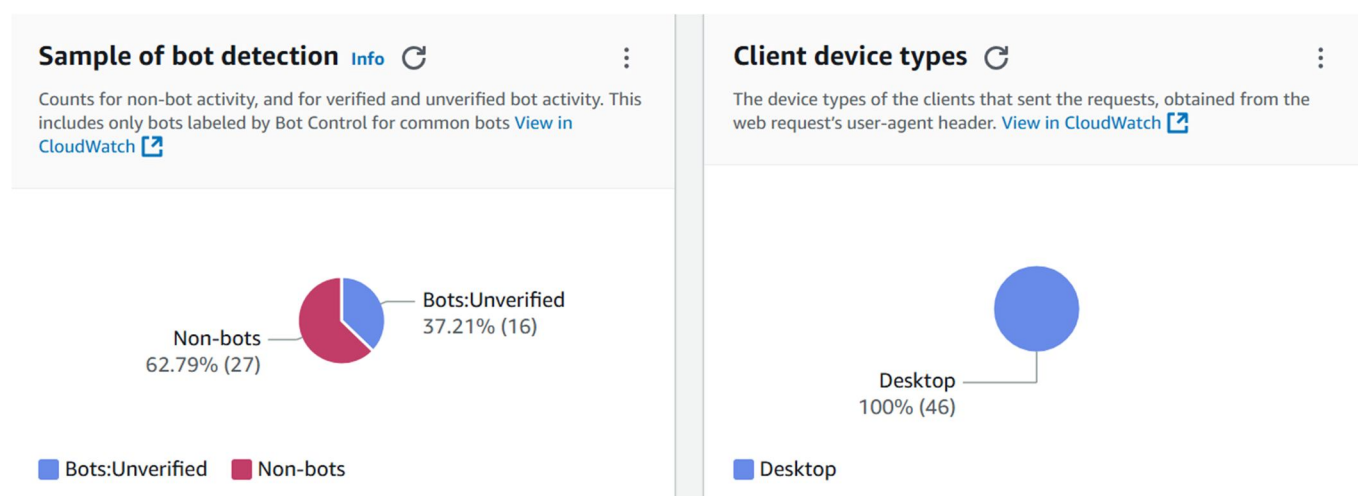 Sample of bot detection Info
Counts for non-bot activity, and for verified and unverified bot activity. This
includes only bots labeled by Bot Control for common bots View in
CloudWatch
Bots:Unverified
37.21% (16)
Non-bots
62.79% (27)
Bots:Unverified Non-bots
Client device types
The device types of the clients that sent the requests, obtained from the
web request’s user-agent header. View in CloudWatch
Desktop
100% (46)
Desktop